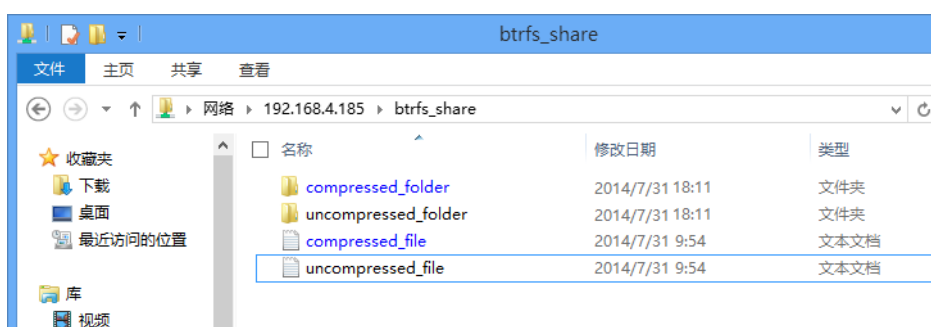 btrfs_share
文件 主页 共享 查看
网络 192.168.4.185 btrfs_share
收藏夹
下载
桌面
最近访问的位置
库
视频
名称 修改日期 类型
compressed_folder 2014/7/31 18:11 文件夹
uncompressed_folder 2014/7/31 18:11 文件夹
compressed_file 2014/7/31 9:54 文本文档
uncompressed_file 2014/7/31 9:54 文本文档